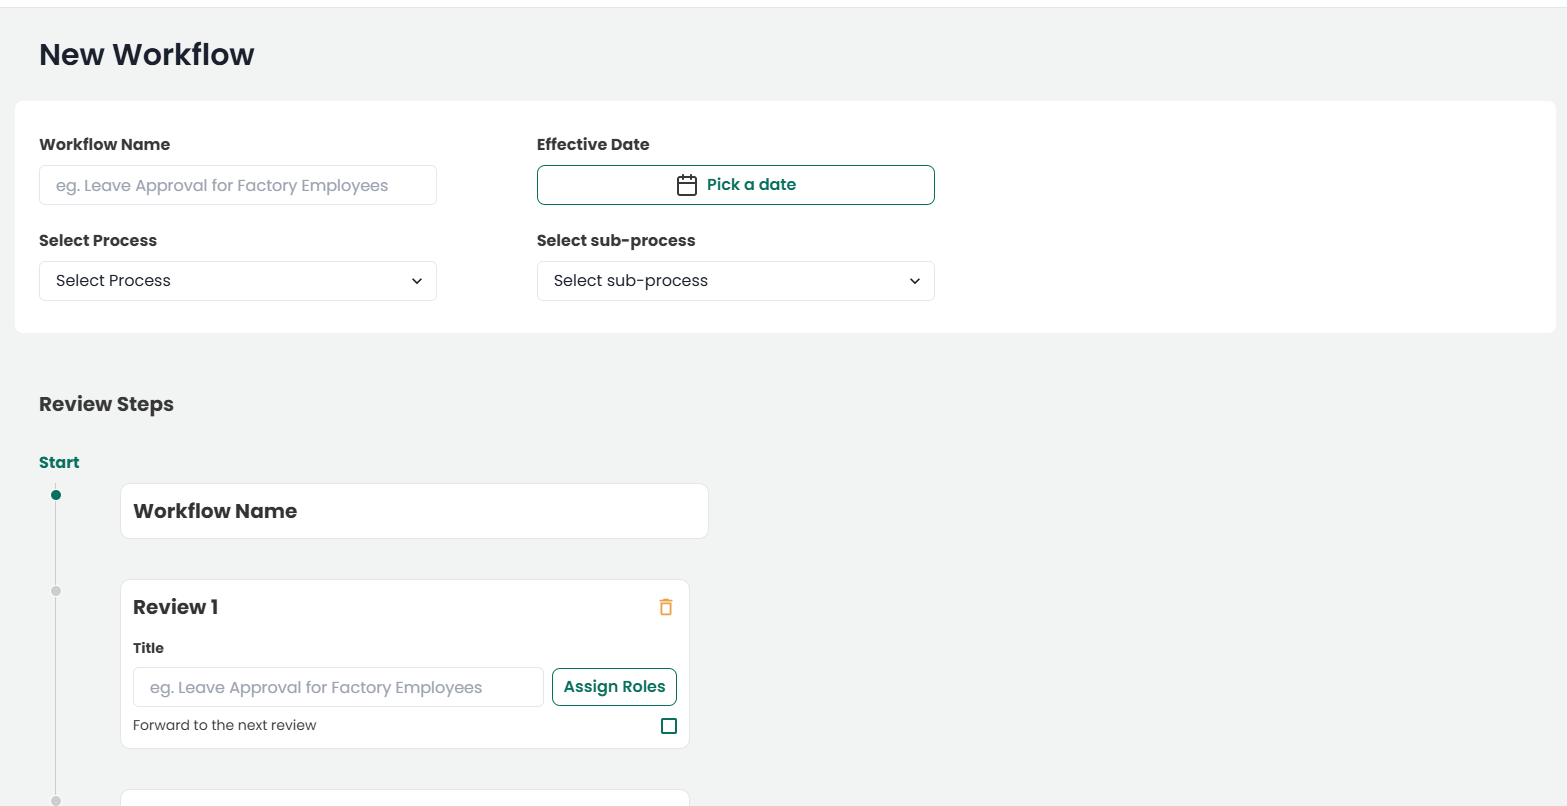 New Workflow
Workflow Name
Effective Date
eg. Leave Approval for Factory Employees
Pick a date
Select Process
Select sub-process
Select Process
Select sub-process
Review Steps
Start
Workflow Name
Review 1
Title
eg. Leave Approval for Factory Employees
Assign Roles
Forward to the next review